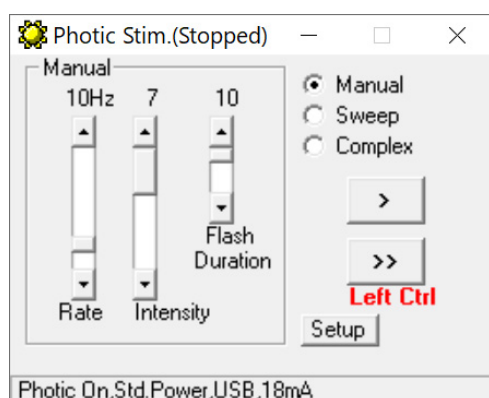 Photic Stim.(Stopped)
Manual
10Hz 7 10
Rate Intensity
Flash
Duration
Manual
Sweep
Complex
>
>>
Left Ctrl
Setup
Photic On,Std.Power,USB,18mA